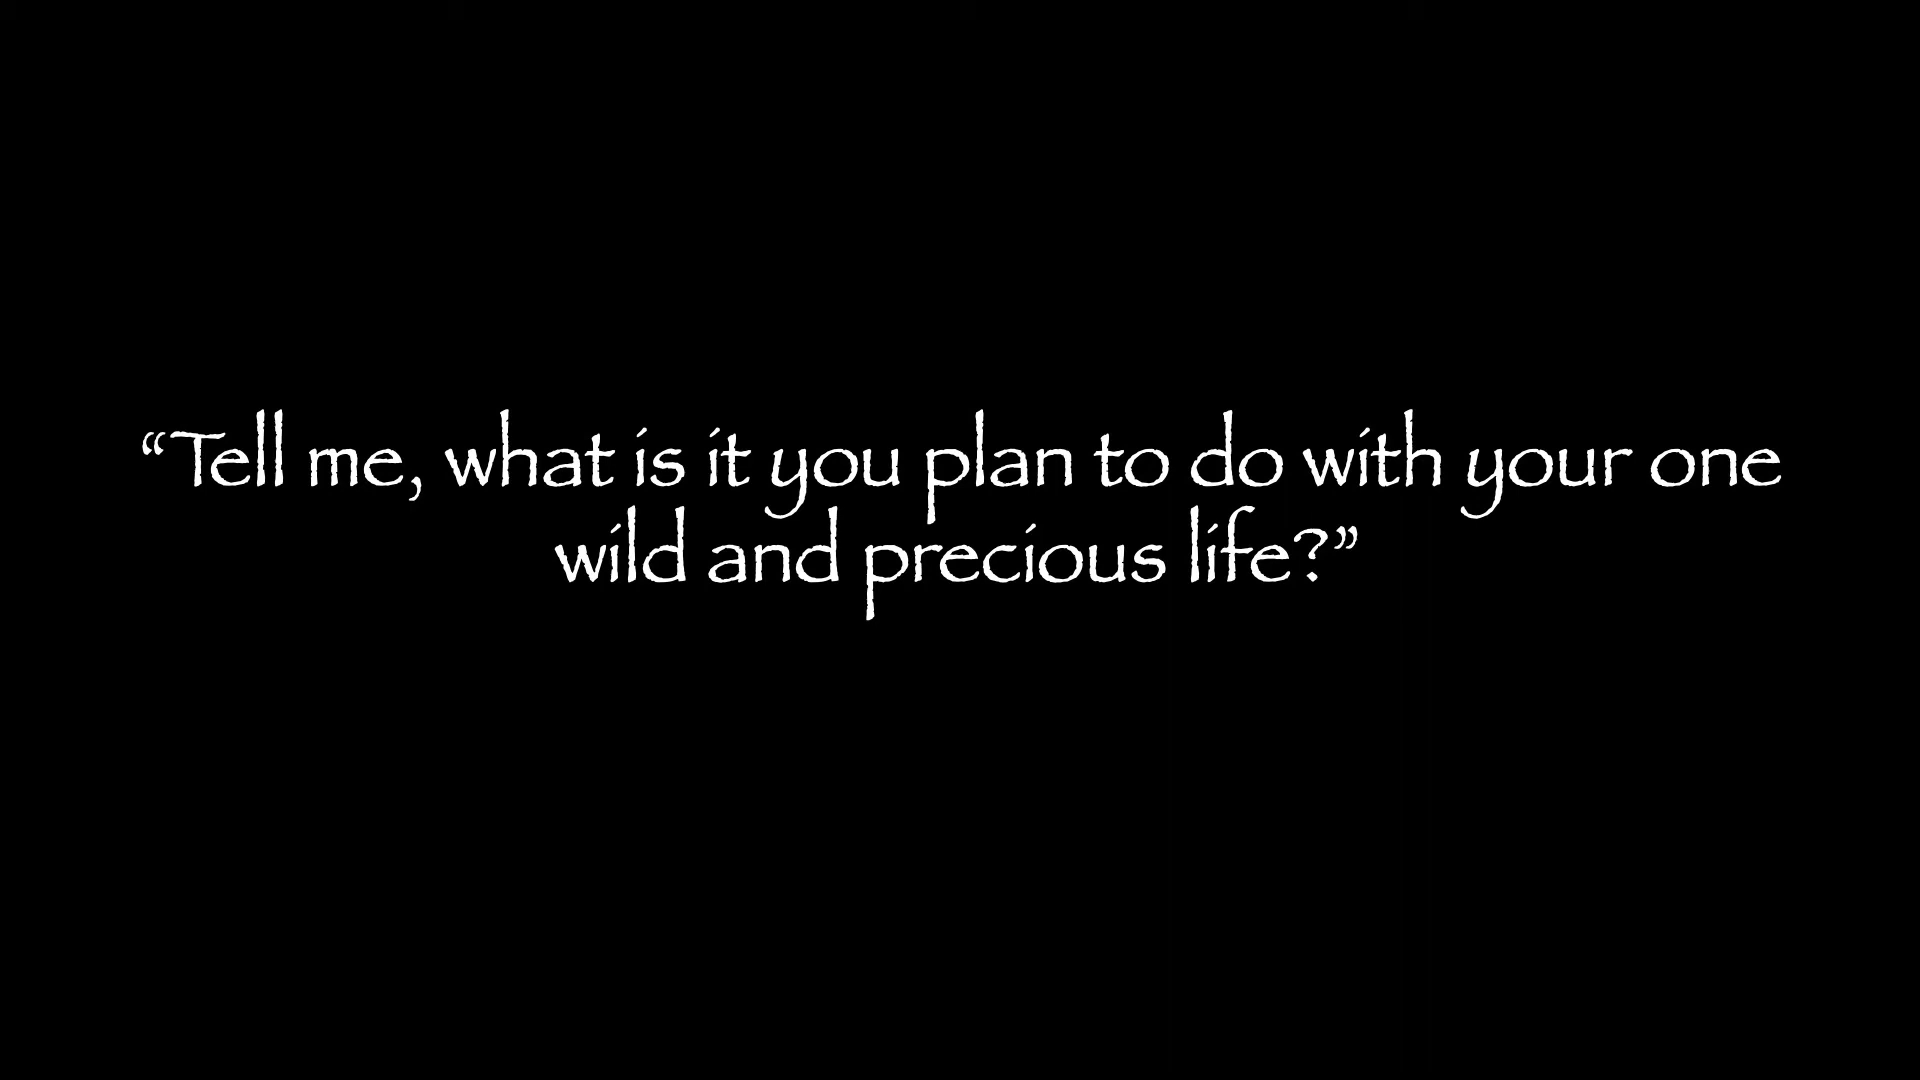 “Tell me, what is it you plan to do with your one
wild and precious life?”